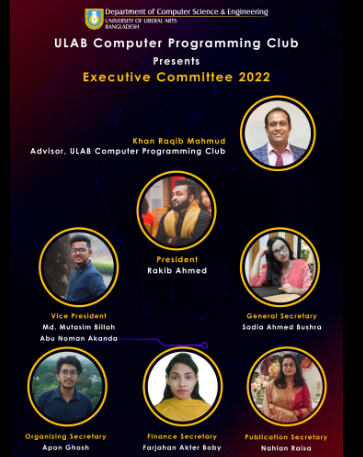 Department of Computer Science & Engineering
UNIVERSITY OF LIBERAL ARTS
BANGLADESH
ULAB Computer Programming Club
Presents
Executive Committee 2022
Khan Raqib Mahmud
Advisor, ULAB Computer Programming Club
President
Rakib Ahmed
Vice President
Md. Mutasim Billah
Abu Noman Akanda
General Secretary
Sadia Ahmed Bushra
Organizing Secretary
Apon Ghosh
Finance Secretary
Farjahan Akter Boby
Publication Secretary
Nahian Raisa